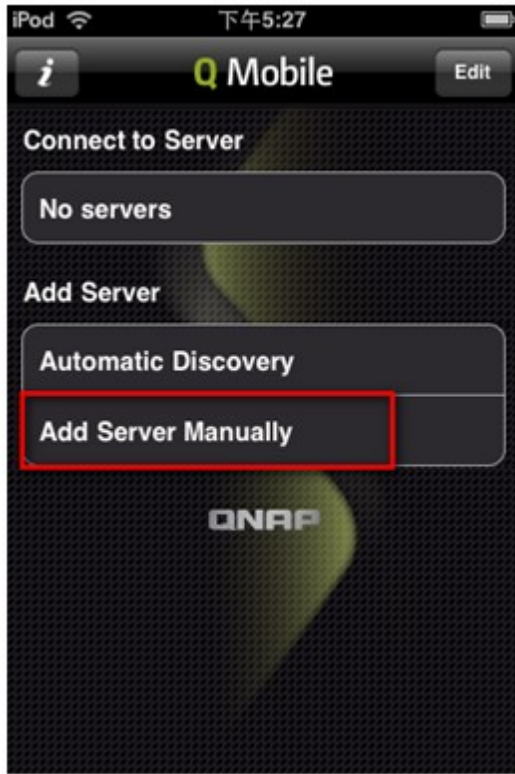 iPod 下午5:27
i Q Mobile Edit
Connect to Server
No servers
Add Server
Automatic Discovery
Add Server Manually
QNAP